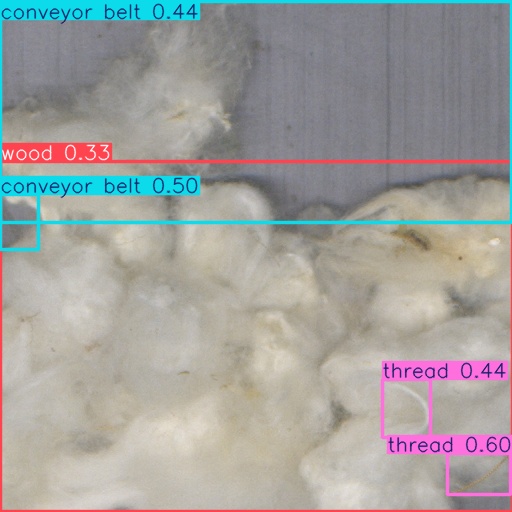 conveyor belt 0.44
wood 0.33
conveyor belt 0.50
thread 0.44
thread 0.60